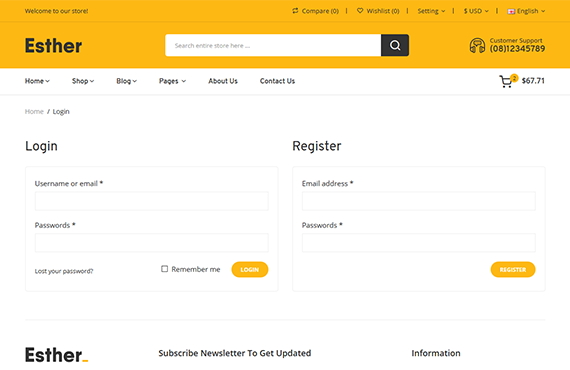 Welcome to our store!
Compare (0)
Wishlist (0)
Setting
$ USD
English
Esther
Search entire store here ...
Customer Support
(08)12345789
Home
Shop
Blog
Pages
About Us
Contact Us
2
$67.71
Home / Login
Login
Register
Username or email *
Email address *
Passwords *
Passwords *
Lost your password?
Remember me
LOGIN
REGISTER
Esther_
Subscribe Newsletter To Get Updated
Information